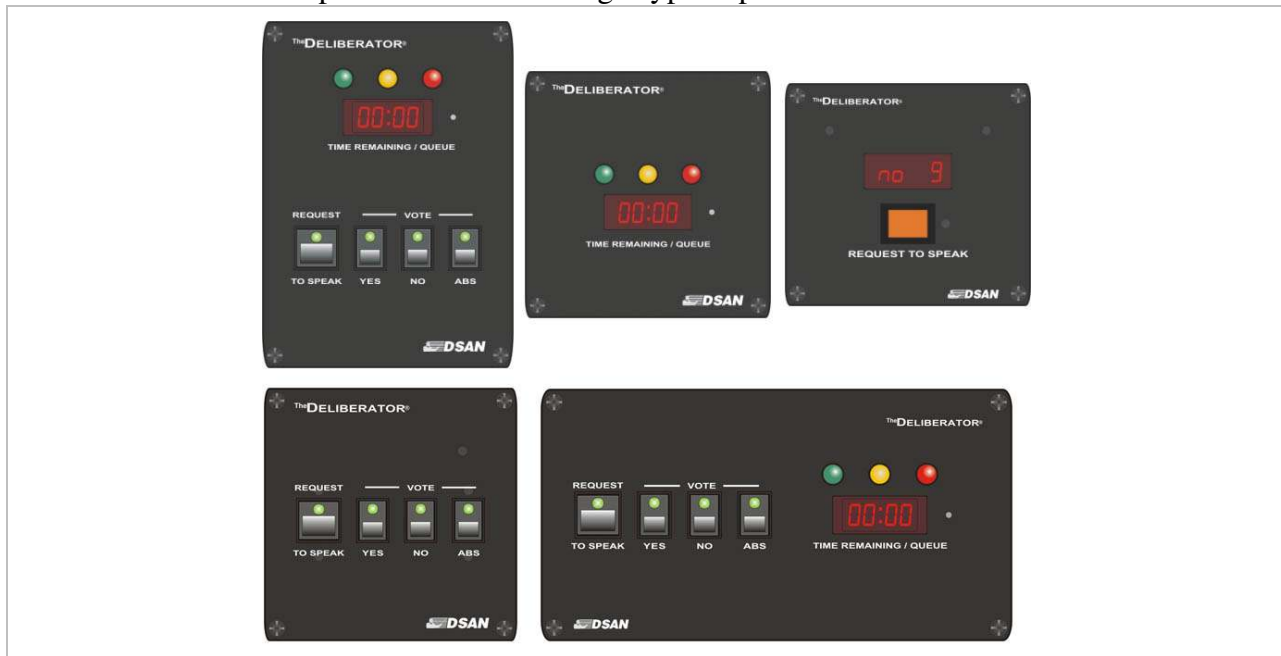 The DELIBERATOR®
00:00
TIME REMAINING / QUEUE
REQUEST VOTE
TO SPEAK YES NO ABS
DSAN
The DELIBERATOR®
00:00
TIME REMAINING / QUEUE
DSAN
The DELIBERATOR®
no 9
REQUEST TO SPEAK
DSAN
The DELIBERATOR®
REQUEST VOTE
TO SPEAK YES NO ABS
DSAN
The DELIBERATOR®
REQUEST VOTE
TO SPEAK YES NO ABS
00:00
TIME REMAINING / QUEUE
DSAN